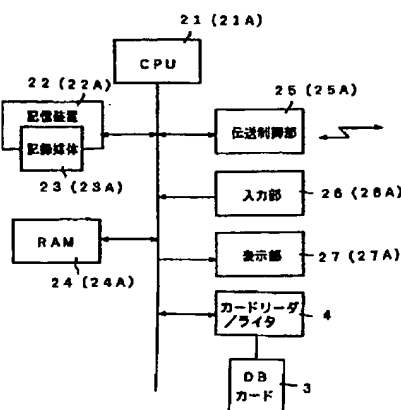 21 (21A)
CPU
22 (22A)
記憶装置
記録媒体
23 (23A)
25 (25A)
伝送制御部
入力部
26 (26A)
RAM
24 (24A)
表示部
27 (27A)
カードリーダ
/ライタ
4
DB
カード
3